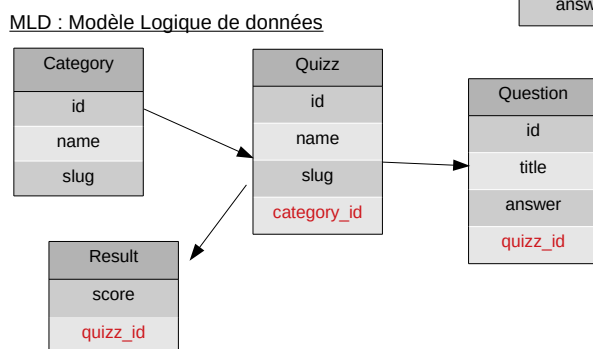 answ
MLD : Modèle Logique de données
Category
id
name
slug
Quizz
id
name
slug
category_id
Question
id
title
answer
quizz_id
Result
score
quizz_id